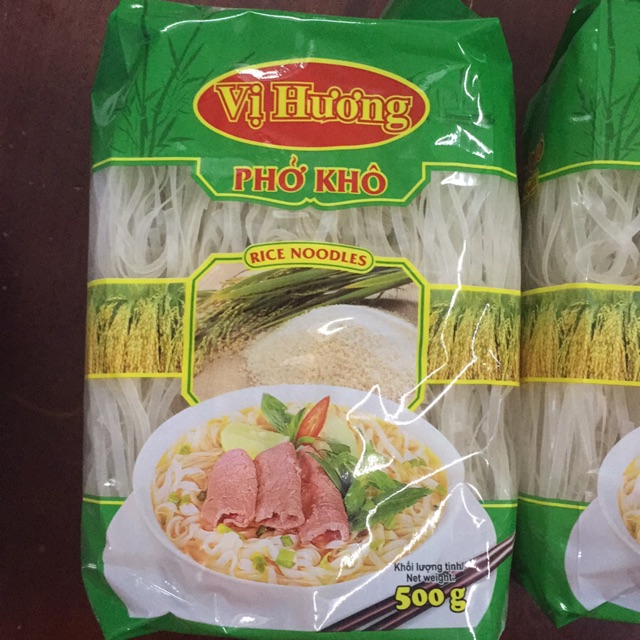 Vị Hương
PHỞ KHÔ
RICE NOODLES
Khối lượng tịnh/
Net weight:
500 g